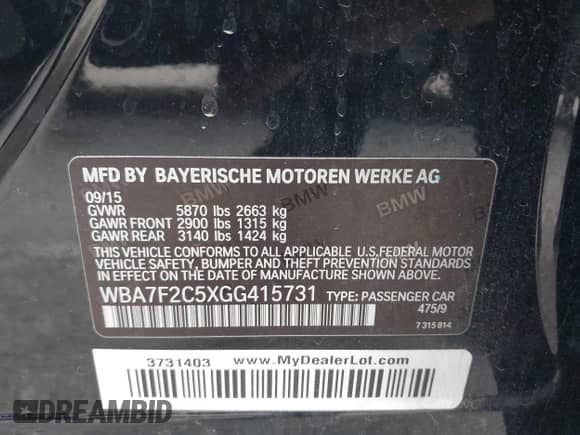 MFD BY BAYERISCHE MOTOREN WERKE AG
09/15
GVWR 5870 lbs 2663 kg
GAWR FRONT 2900 lbs 1315 kg
GAWR REAR 3140 lbs 1424 kg
THIS VEHICLE CONFORMS TO ALL APPLICABLE U.S. FEDERAL MOTOR
VEHICLE SAFETY, BUMPER AND THEFT PREVENTION STANDARDS
IN EFFECT ON THE DATE OF MANUFACTURE SHOWN ABOVE.
WBA7F2C5XGG415731 TYPE: PASSENGER CAR
475/9
7 315 814
3731403 www.MyDealerLot.com
DREAMBID